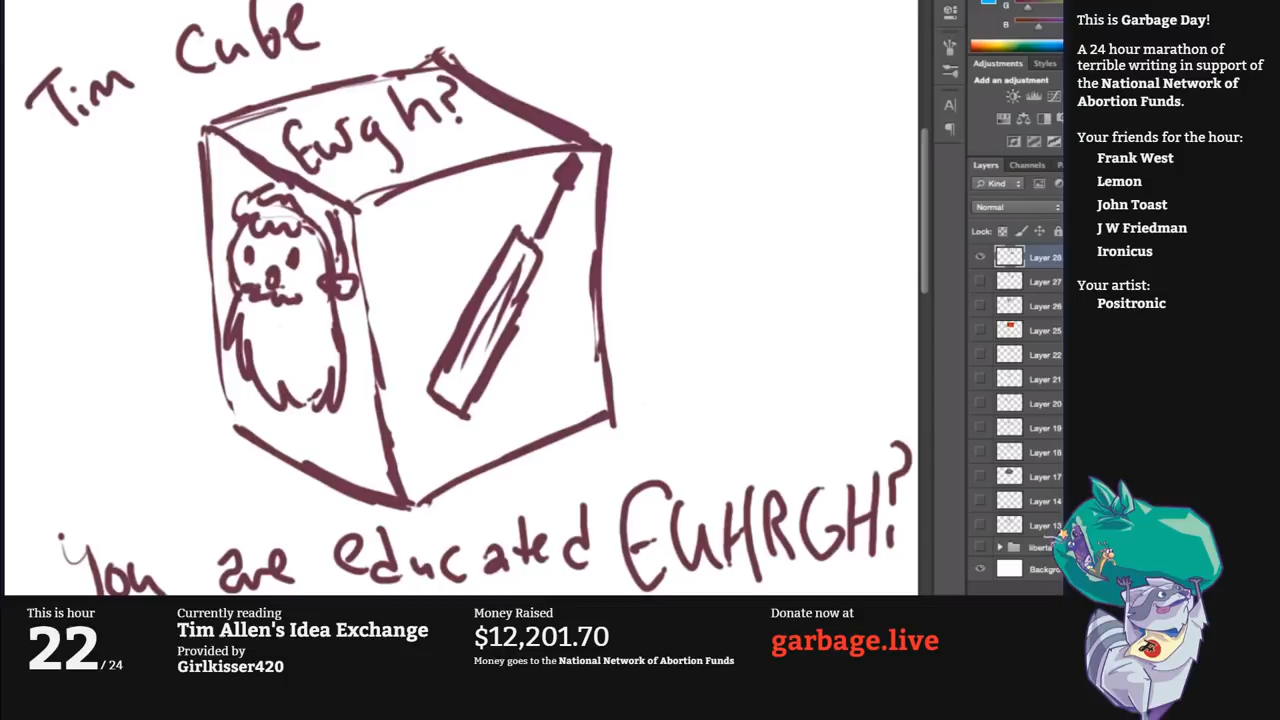 Tim Cube
Ewgh?
You are educated EWHRGH?
G
B
Adjustments Styles
Add an adjustment
Layers Channels
Kind
Normal
Lock:
Layer 28
Layer 27
Layer 26
Layer 25
Layer 22
Layer 21
Layer 20
Layer 19
Layer 18
Layer 17
Layer 14
Layer 13
liberta
Backgro
This is Garbage Day!
A 24 hour marathon of
terrible writing in support of
the National Network of
Abortion Funds.
Your friends for the hour:
Frank West
Lemon
John Toast
J W Friedman
Ironicus
Your artist:
Positronic
This is hour
22 / 24
Currently reading
Tim Allen's Idea Exchange
Provided by
Girlkisser420
Money Raised
$12,201.70
Money goes to the National Network of Abortion Funds
Donate now at
garbage.live